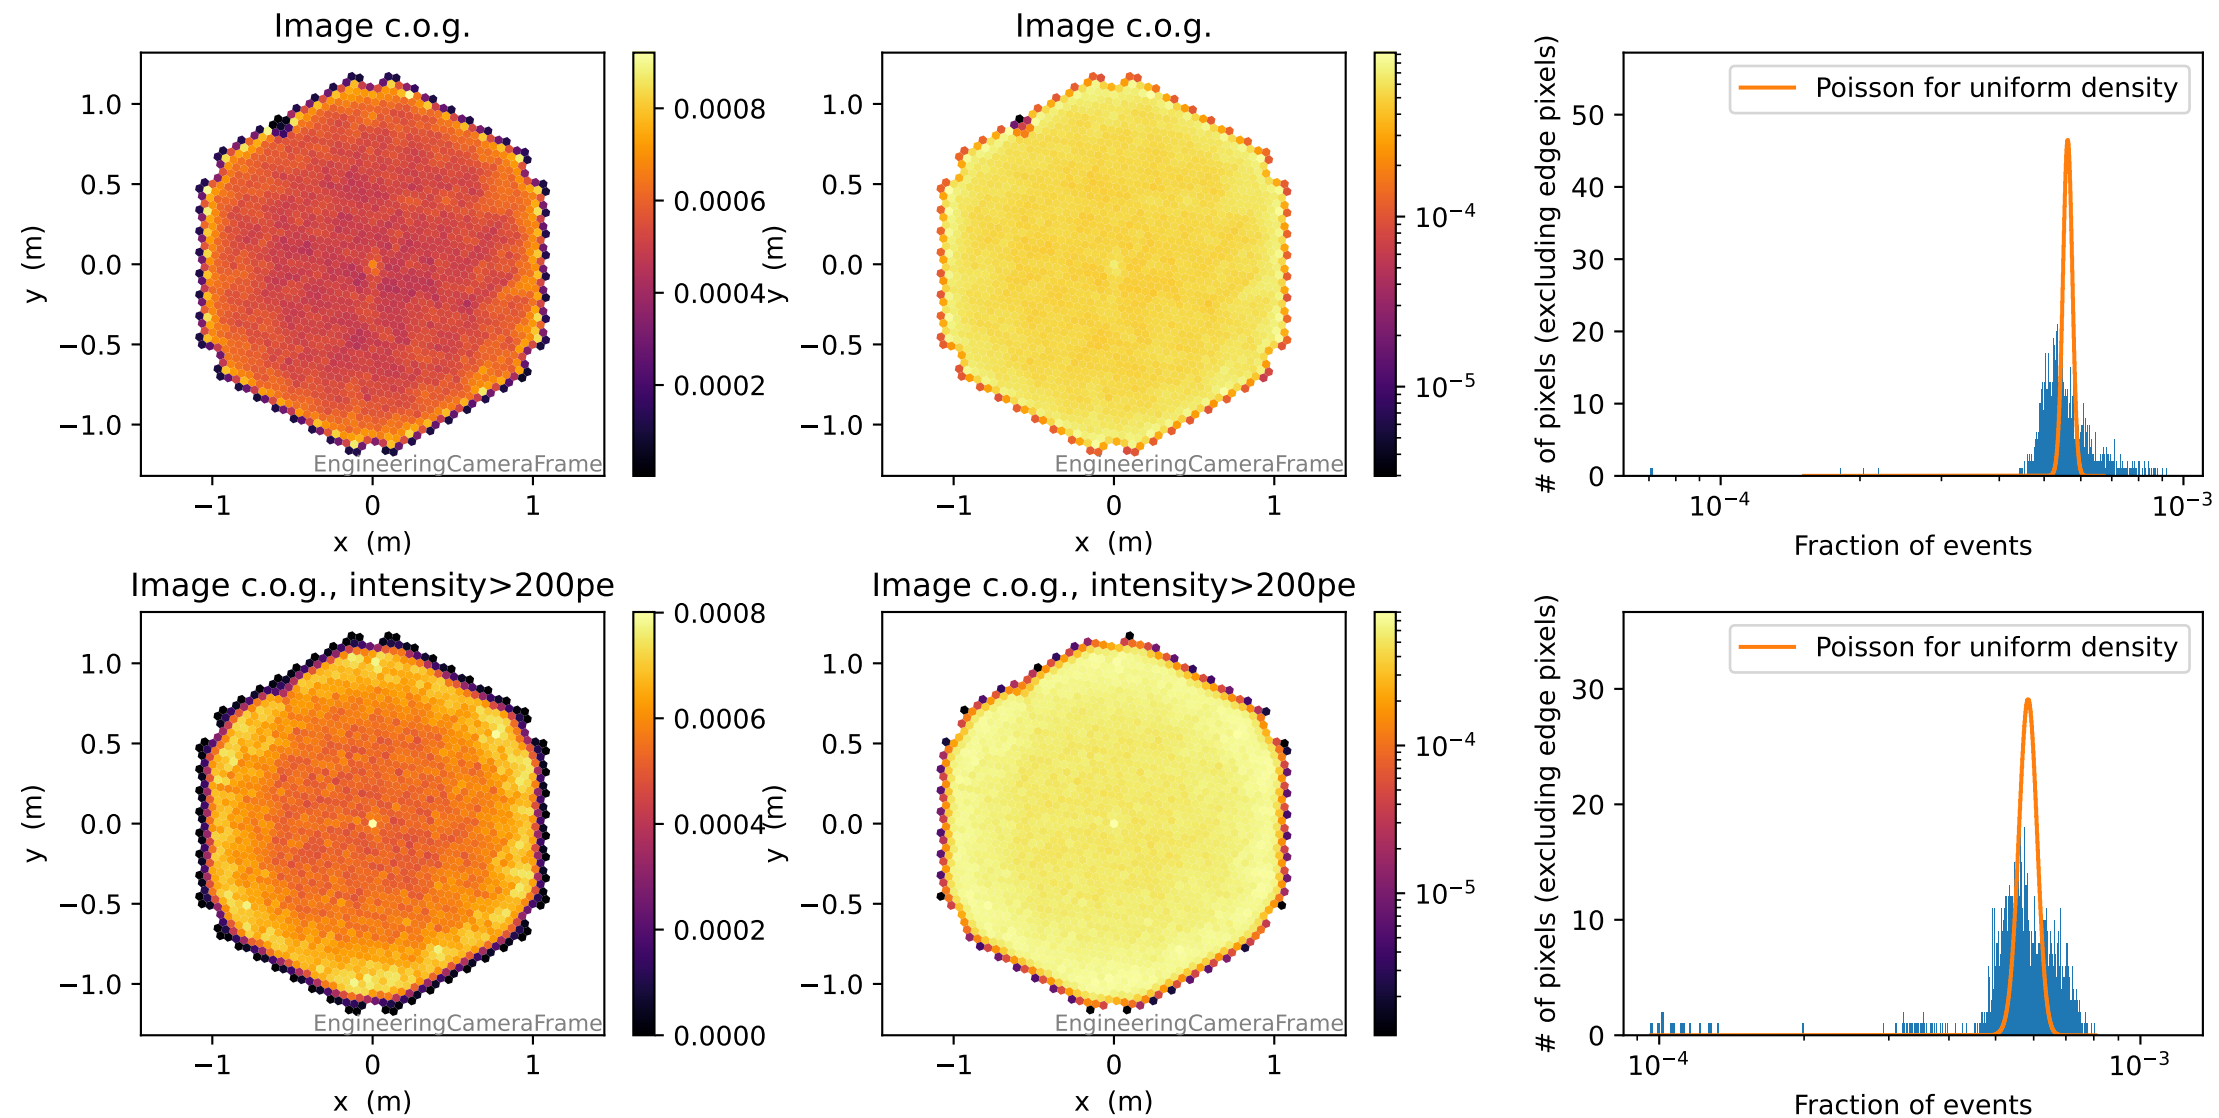 Image c.o.g.
1.0
0.5
0.0
−0.5
−1.0
y (m)
−1
0
1
x (m)
EngineeringCameraFrame
0.0008
0.0006
0.0004
0.0002
Image c.o.g.
1.0
0.5
0.0
−0.5
−1.0
y (m)
−1
0
1
x (m)
EngineeringCameraFrame
10⁻⁴
10⁻⁵
Poisson for uniform density
# of pixels (excluding edge pixels)
50
40
30
20
10
0
10⁻⁴
10⁻³
Fraction of events
Image c.o.g., intensity>200pe
1.0
0.5
0.0
−0.5
−1.0
y (m)
−1
0
1
x (m)
EngineeringCameraFrame
0.0008
0.0006
0.0004
0.0002
0.0000
Image c.o.g., intensity>200pe
1.0
0.5
0.0
−0.5
−1.0
y (m)
−1
0
1
x (m)
EngineeringCameraFrame
10⁻⁴
10⁻⁵
Poisson for uniform density
# of pixels (excluding edge pixels)
30
20
10
0
10⁻⁴
10⁻³
Fraction of events